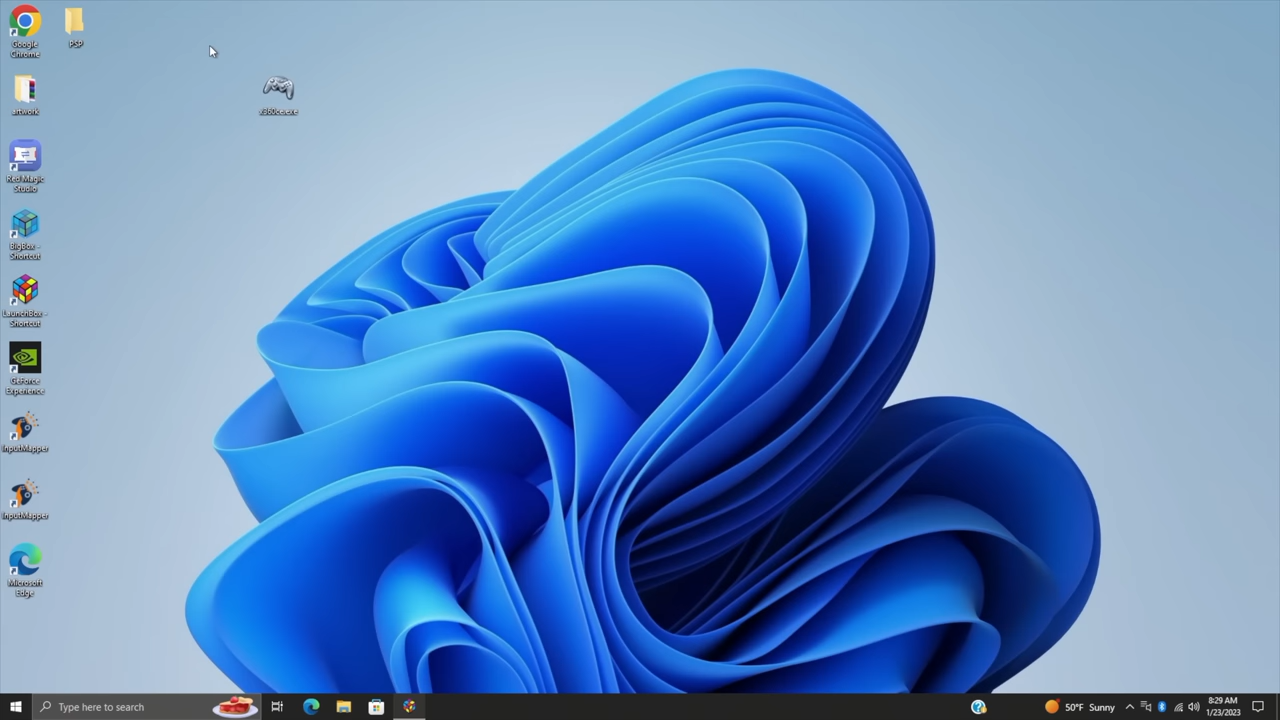 Google
Chrome
PSP
artwork
x360ce.exe
Red Magic
Studio
BigBox -
Shortcut
LaunchBox -
Shortcut
GeForce
Experience
InputMapper
InputMapper
Microsoft
Edge
Type here to search
50°F Sunny
8:29 AM
1/23/2023